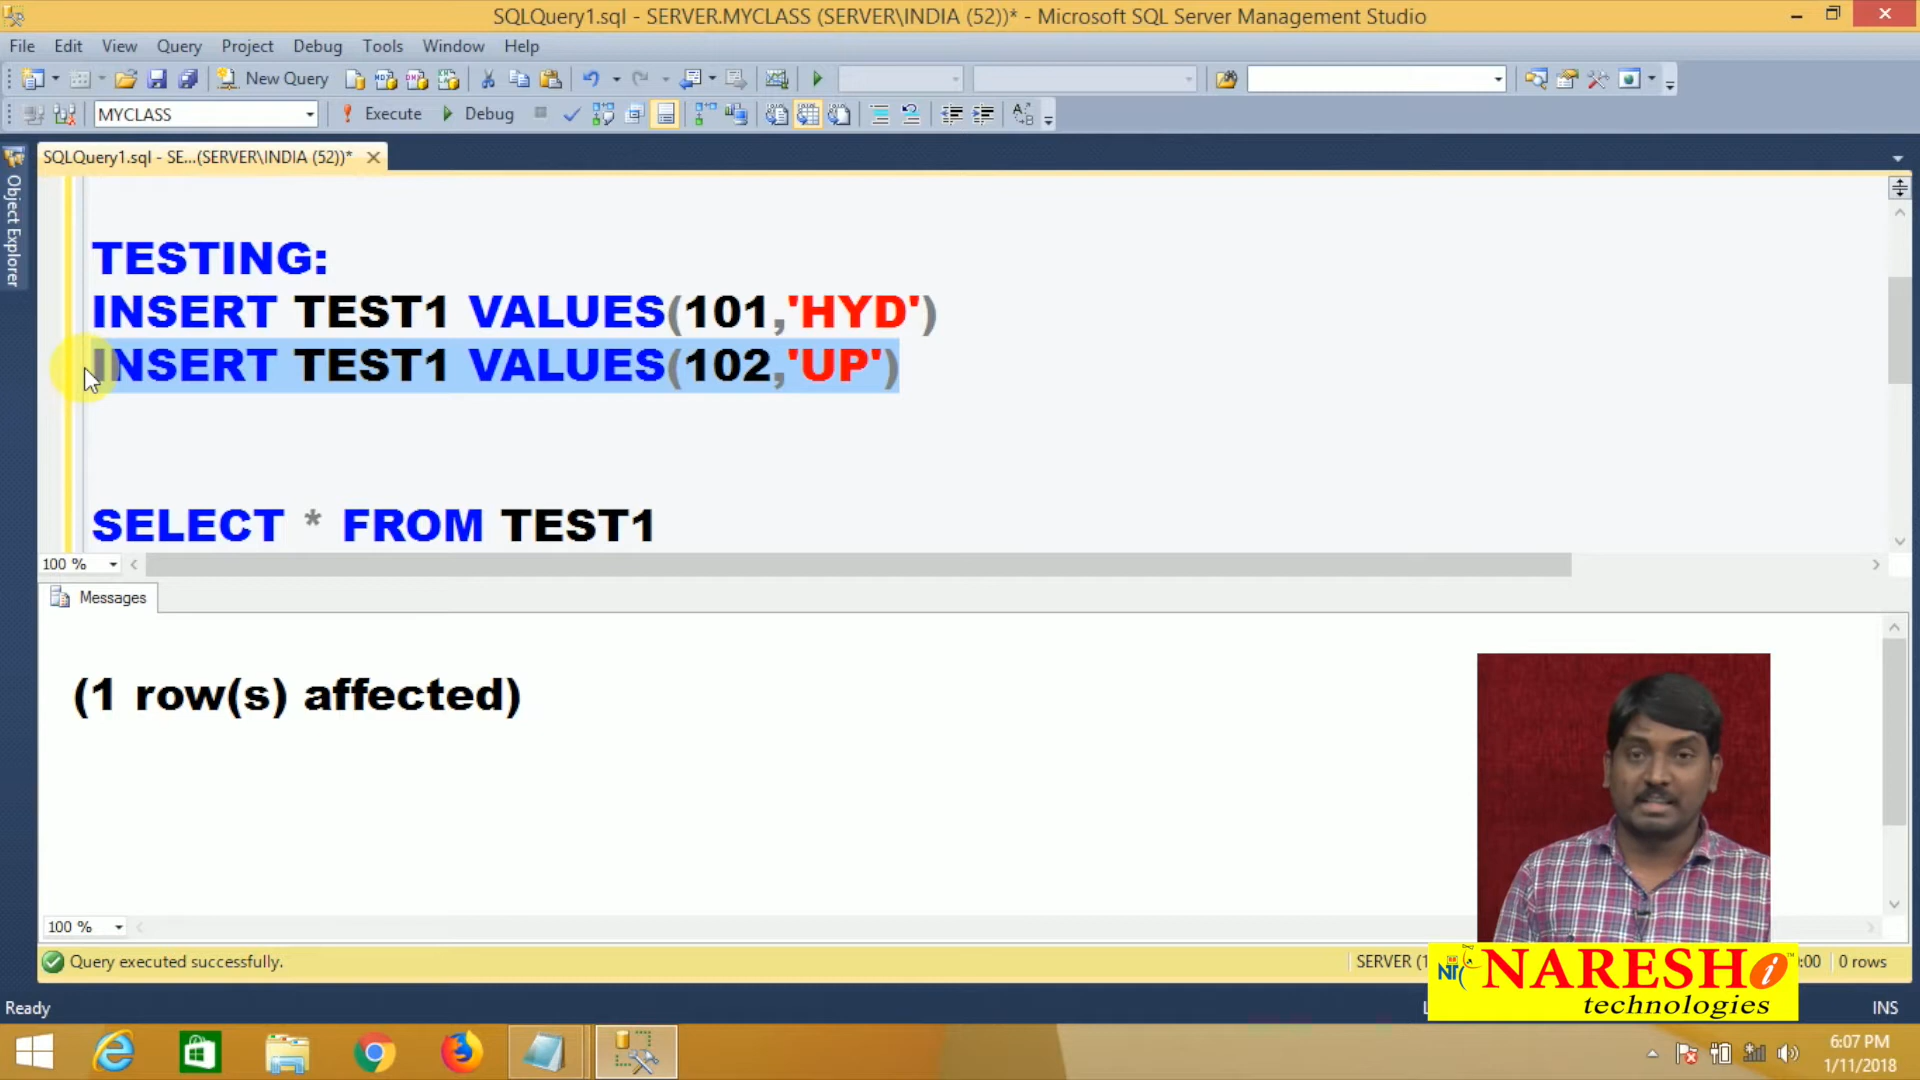 SQLQuery1.sql - SERVER.MYCLASS (SERVER\INDIA (52))* - Microsoft SQL Server Management Studio
File Edit View Query Project Debug Tools Window Help
New Query
MYCLASS Execute Debug
SQLQuery1.sql - SE...(SERVER\INDIA (52))*
Object Explorer
TESTING:
INSERT TEST1 VALUES(101,'HYD')
INSERT TEST1 VALUES(102,'UP')
SELECT * FROM TEST1
100 %
Messages
(1 row(s) affected)
100 %
Query executed successfully. SERVER (1 :00 0 rows
NARESHi
technologies
Ready INS
6:07 PM
1/11/2018